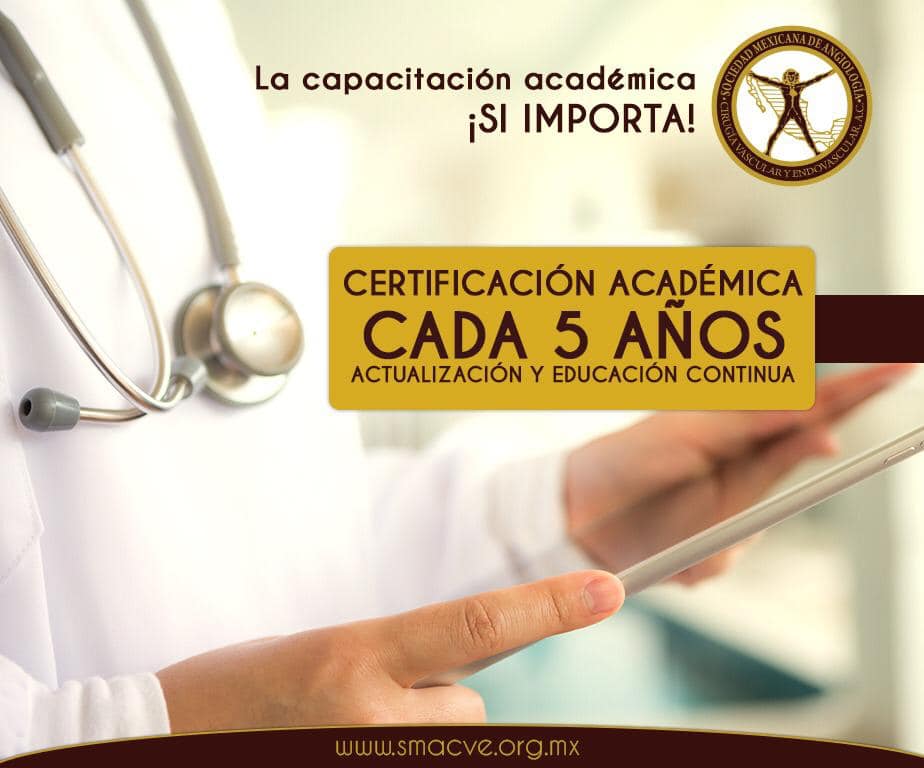 La capacitación académica
¡SI IMPORTA!
SOCIEDAD MEXICANA DE ANGIOLOGÍA
CIRUGÍA VASCULAR Y ENDOVASCULAR, A.C.
CERTIFICACIÓN ACADÉMICA
CADA 5 AÑOS
ACTUALIZACIÓN Y EDUCACIÓN CONTINUA
www.smacve.org.mx